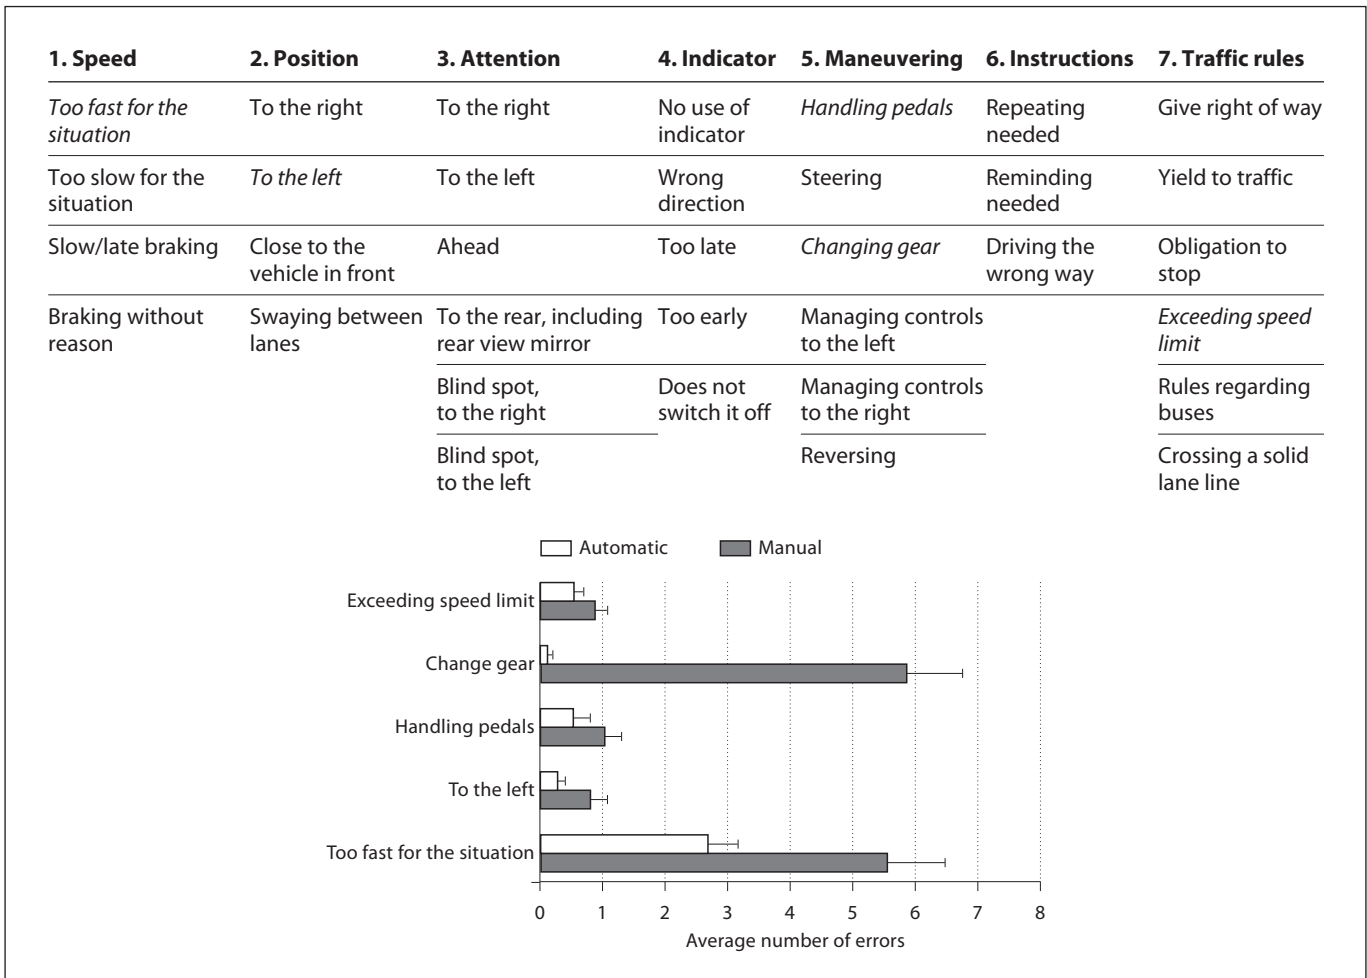 1. Speed 2. Position 3. Attention 4. Indicator 5. Maneuvering 6. Instructions 7. Traffic rules
Too fast for the To the right To the right No use of Handling pedals Repeating Give right of way
situation indicator needed
Too slow for the To the left To the left Wrong Steering Reminding Yield to traffic
situation direction needed
Slow/late braking Close to the Ahead Too late Changing gear Driving the Obligation to
vehicle in front wrong way stop
Braking without Swaying between To the rear, including Too early Managing controls Exceeding speed
reason lanes rear view mirror to the left limit
Blind spot, Does not Managing controls Rules regarding
to the right switch it off to the right buses
Blind spot, Reversing Crossing a solid
to the left lane line
Automatic Manual
Exceeding speed limit
Change gear
Handling pedals
To the left
Too fast for the situation
0 1 2 3 4 5 6 7 8
Average number of errors